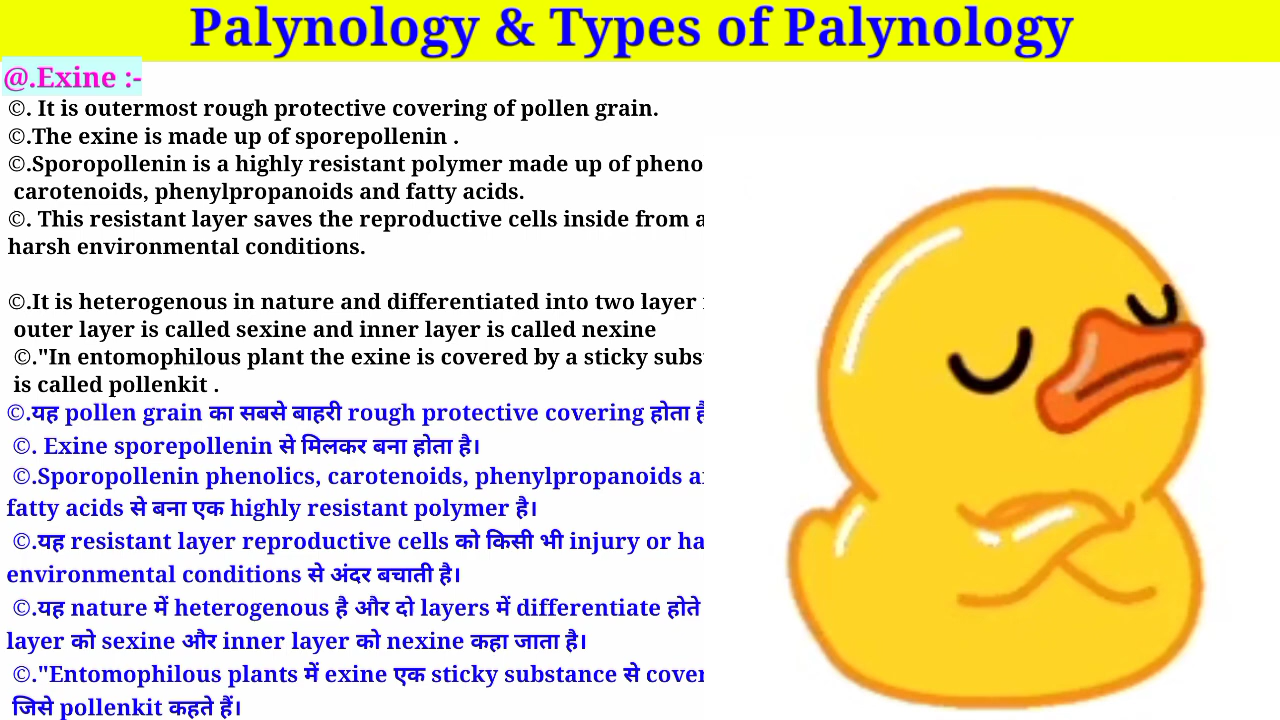 Palynology & Types of Palynology
@.Exine :-
©. It is outermost rough protective covering of pollen grain.
©.The exine is made up of sporepollenin .
©.Sporopollenin is a highly resistant polymer made up of pheno
carotenoids, phenylpropanoids and fatty acids.
©. This resistant layer saves the reproductive cells inside from a
harsh environmental conditions.
©.It is heterogenous in nature and differentiated into two layer
outer layer is called sexine and inner layer is called nexine
©."In entomophilous plant the exine is covered by a sticky subs
is called pollenkit .
©.यह pollen grain का सबसे बाहरी rough protective covering होता है
©. Exine sporepollenin से मिलकर बना होता है।
©.Sporopollenin phenolics, carotenoids, phenylpropanoids a
fatty acids से बना एक highly resistant polymer है।
©.यह resistant layer reproductive cells को किसी भी injury or ha
environmental conditions से अंदर बचाती है।
©.यह nature में heterogenous है और दो layers में differentiate होते
layer को sexine और inner layer को nexine कहा जाता है।
©."Entomophilous plants में exine एक sticky substance से cover
जिसे pollenkit कहते हैं।